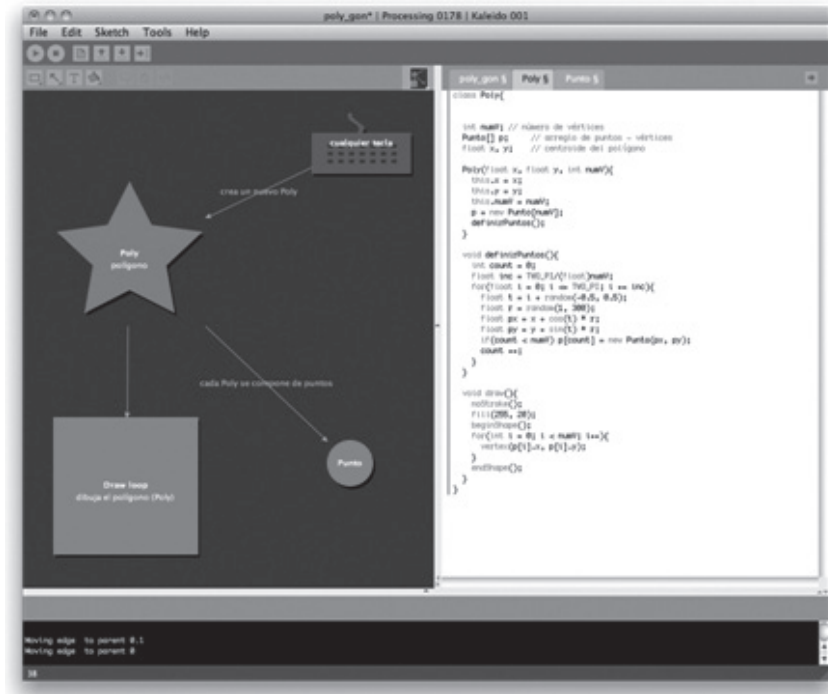 poly_gon* | Processing 0178 | Kaleido 001
File Edit Sketch Tools Help
poly_gon § Poly § Punto §
cualquier tecla
crea un nuevo Poly
Poly
polígono
cada Poly se compone de puntos
Punto
Draw loop
dibuja el polígono (Poly)
class Poly{
int numV; // número de vértices
Punto[] p; // arreglo de puntos - vértices
float x, y; // centroide del polígono
Poly(float x, float y, int numV){
this.x = x;
this.y = y;
this.numV = numV;
p = new Punto[numV];
definirPuntos();
}
void definirPuntos(){
int count = 0;
float inc = TWO_PI/(float)numV;
for(float i = 0; i <= TWO_PI; i += inc){
float t = i + random(-0.5, 0.5);
float r = random(1, 300);
float px = x + cos(t) * r;
float py = y + sin(t) * r;
if(count < numV) p[count] = new Punto(px, py);
count ++;
}
}
void draw(){
noStroke();
fill(255, 20);
beginShape();
for(int i = 0; i < numV; i++){
vertex(p[i].x, p[i].y);
}
endShape();
}
}
Moving edge to parent 0.1
Moving edge to parent 0
38